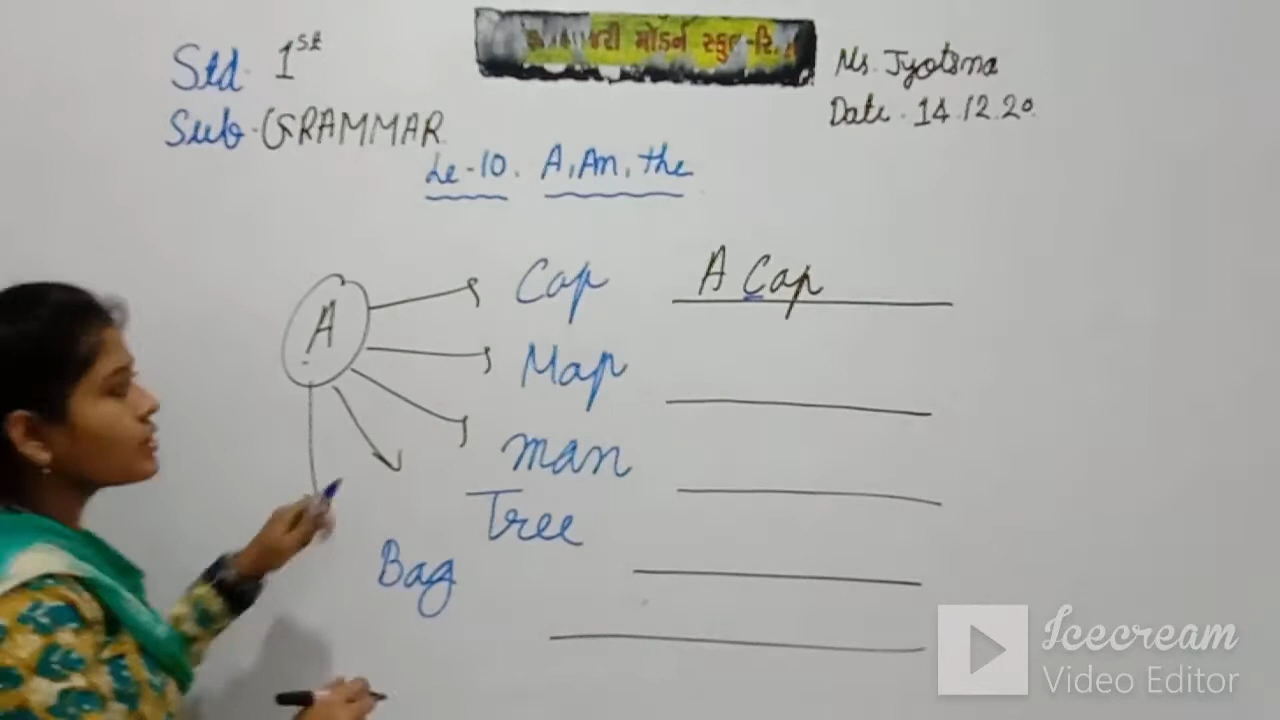 Std. 1st
Sub. GRAMMAR
મોડર્ન સ્કુલ
Ms. Jyotsna
Date. 14.12.20.
Le-10. A, An, the
A
Cap A Cap
Map
man
Tree
Bag
Icecream
Video Editor